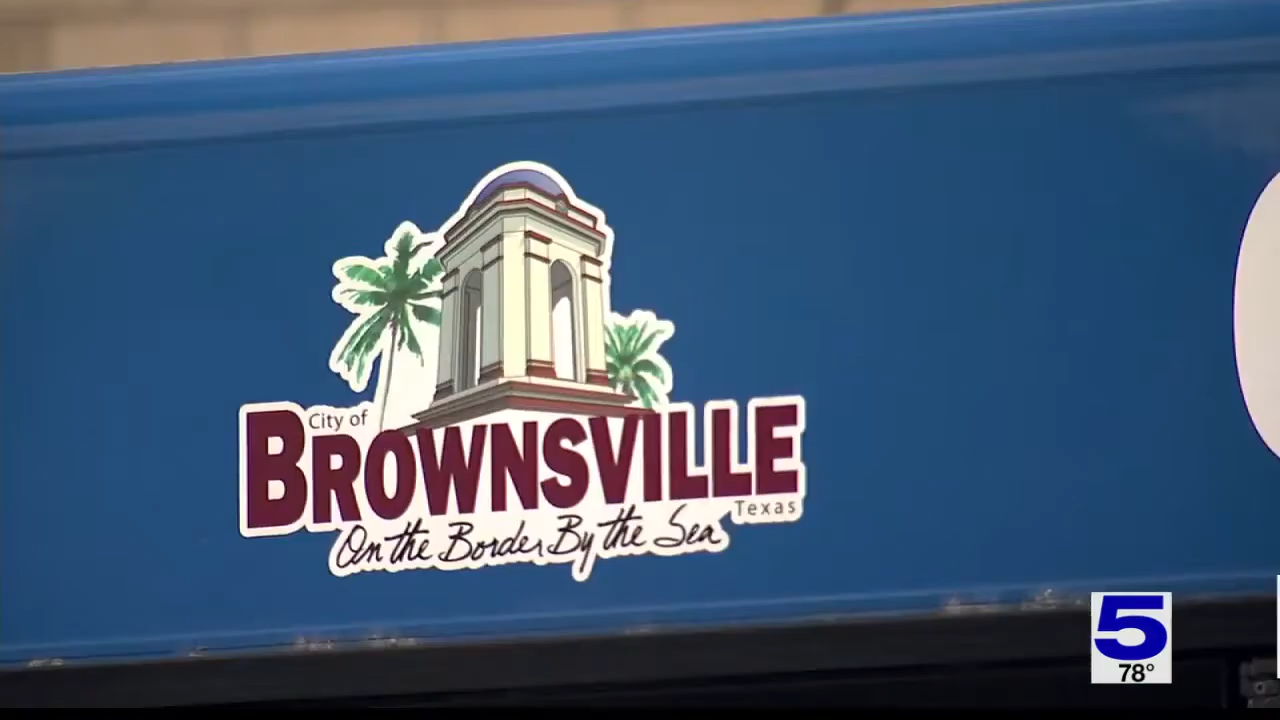 City of
BROWNSVILLE
Texas
On the Border By the Sea
5
78°